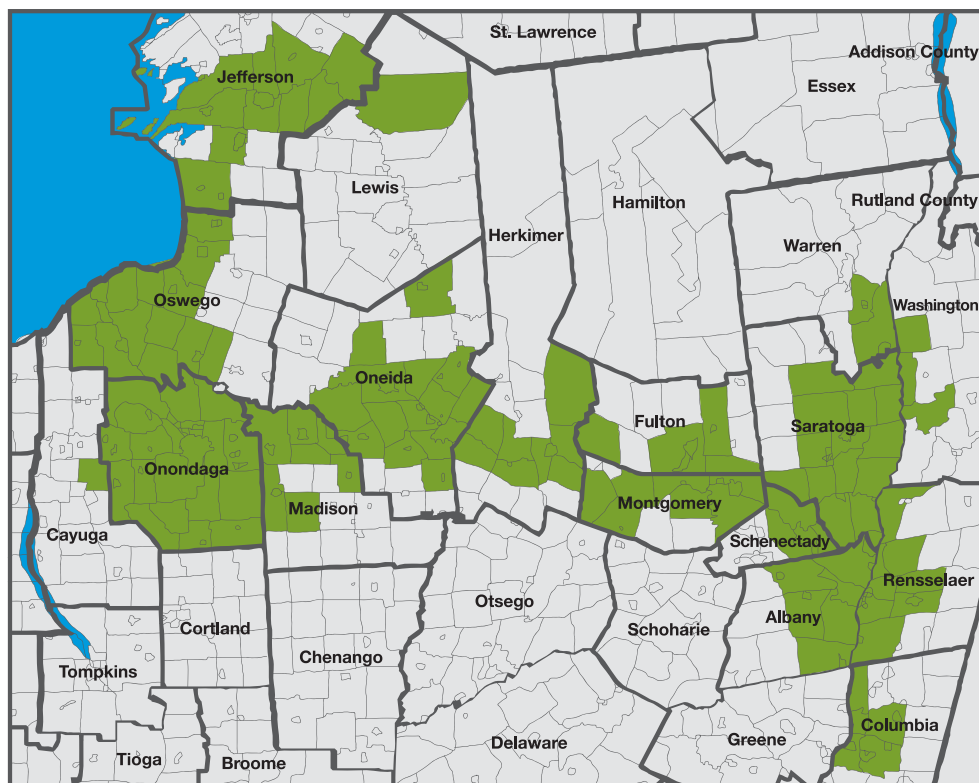 St. Lawrence
Addison County
Jefferson
Essex
Lewis
Hamilton
Rutland County
Herkimer
Warren
Oswego
Washington
Oneida
Fulton
Saratoga
Onondaga
Madison
Montgomery
Cayuga
Schenectady
Rensselaer
Otsego
Albany
Cortland
Schoharie
Chenango
Tompkins
Columbia
Greene
Delaware
Tioga
Broome